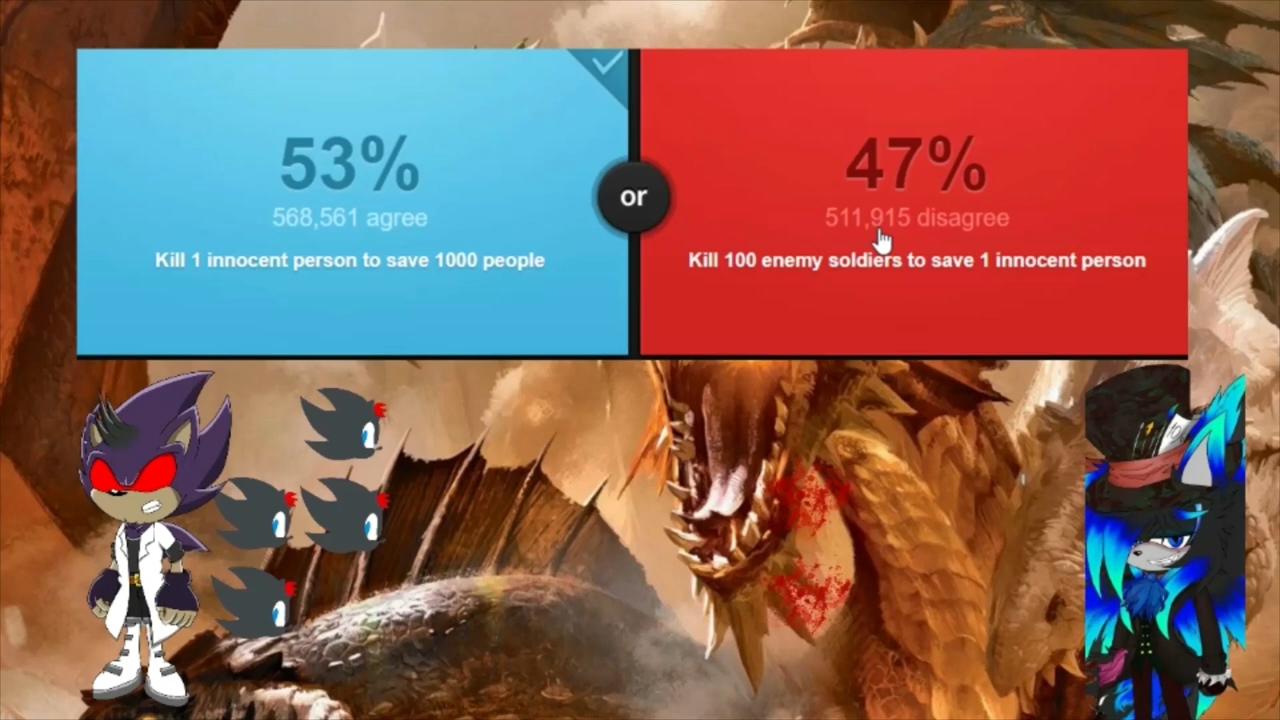 53%
568,561 agree
Kill 1 innocent person to save 1000 people
or
47%
511,915 disagree
Kill 100 enemy soldiers to save 1 innocent person